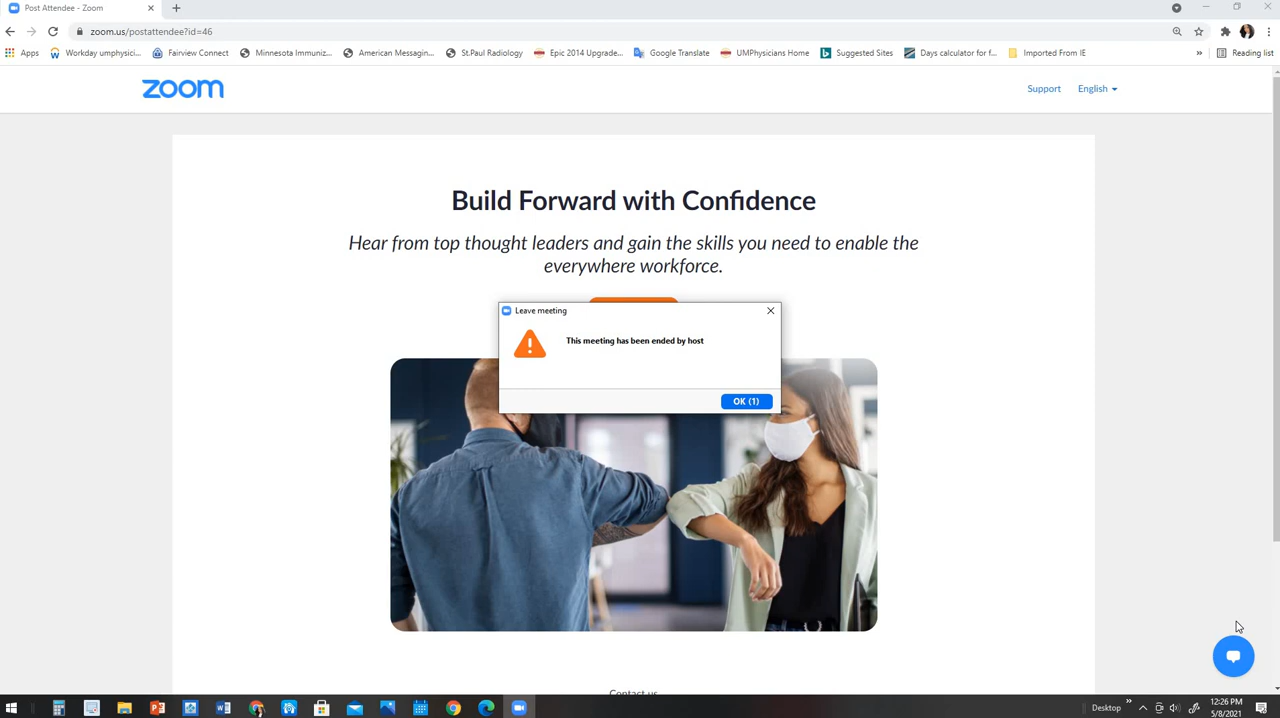 Post Attendee - Zoom
zoom.us/postattendee?id=46
Apps
Workday umphysici...
Fairview Connect
Minnesota Immuniz...
American Messagin...
St.Paul Radiology
Epic 2014 Upgrade...
Google Translate
UMPhysicians Home
Suggested Sites
Days calculator for f...
Imported From IE
»
Reading list
zoom
Support
English
Build Forward with Confidence
Hear from top thought leaders and gain the skills you need to enable the
everywhere workforce.
Leave meeting
This meeting has been ended by host
OK (1)
Contact us
Desktop
»
12:26 PM
5/8/2021